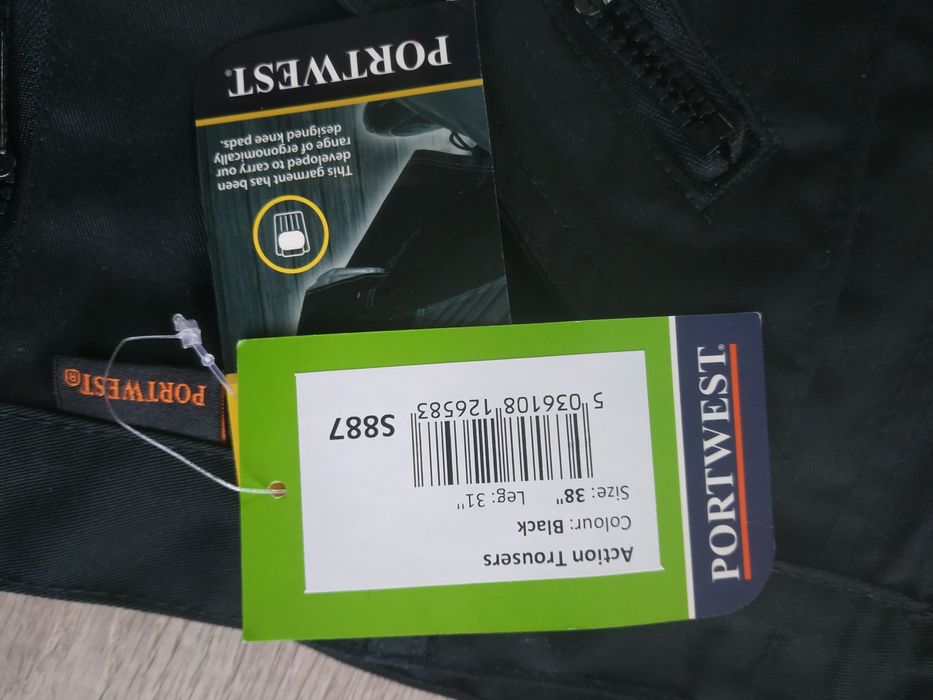 PORTWEST®
This garment has been
developed to carry our
range of ergonomically
designed knee pads.
PORTWEST®
PORTWEST®
Action Trousers
Colour: Black
Size: 38" Leg: 31"
5 036108 126583
S887